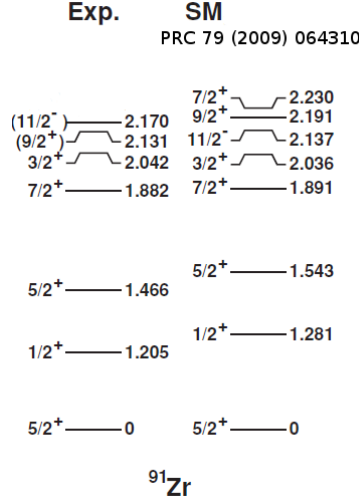 Exp. SM
PRC 79 (2009) 064310
7/2+ 2.230
(11/2-) 2.170 9/2+ 2.191
(9/2+) 2.131 11/2- 2.137
3/2+ 2.042 3/2+ 2.036
7/2+ 1.882 7/2+ 1.891
5/2+ 1.466 5/2+ 1.543
1/2+ 1.205 1/2+ 1.281
5/2+ 0 5/2+ 0
91Zr